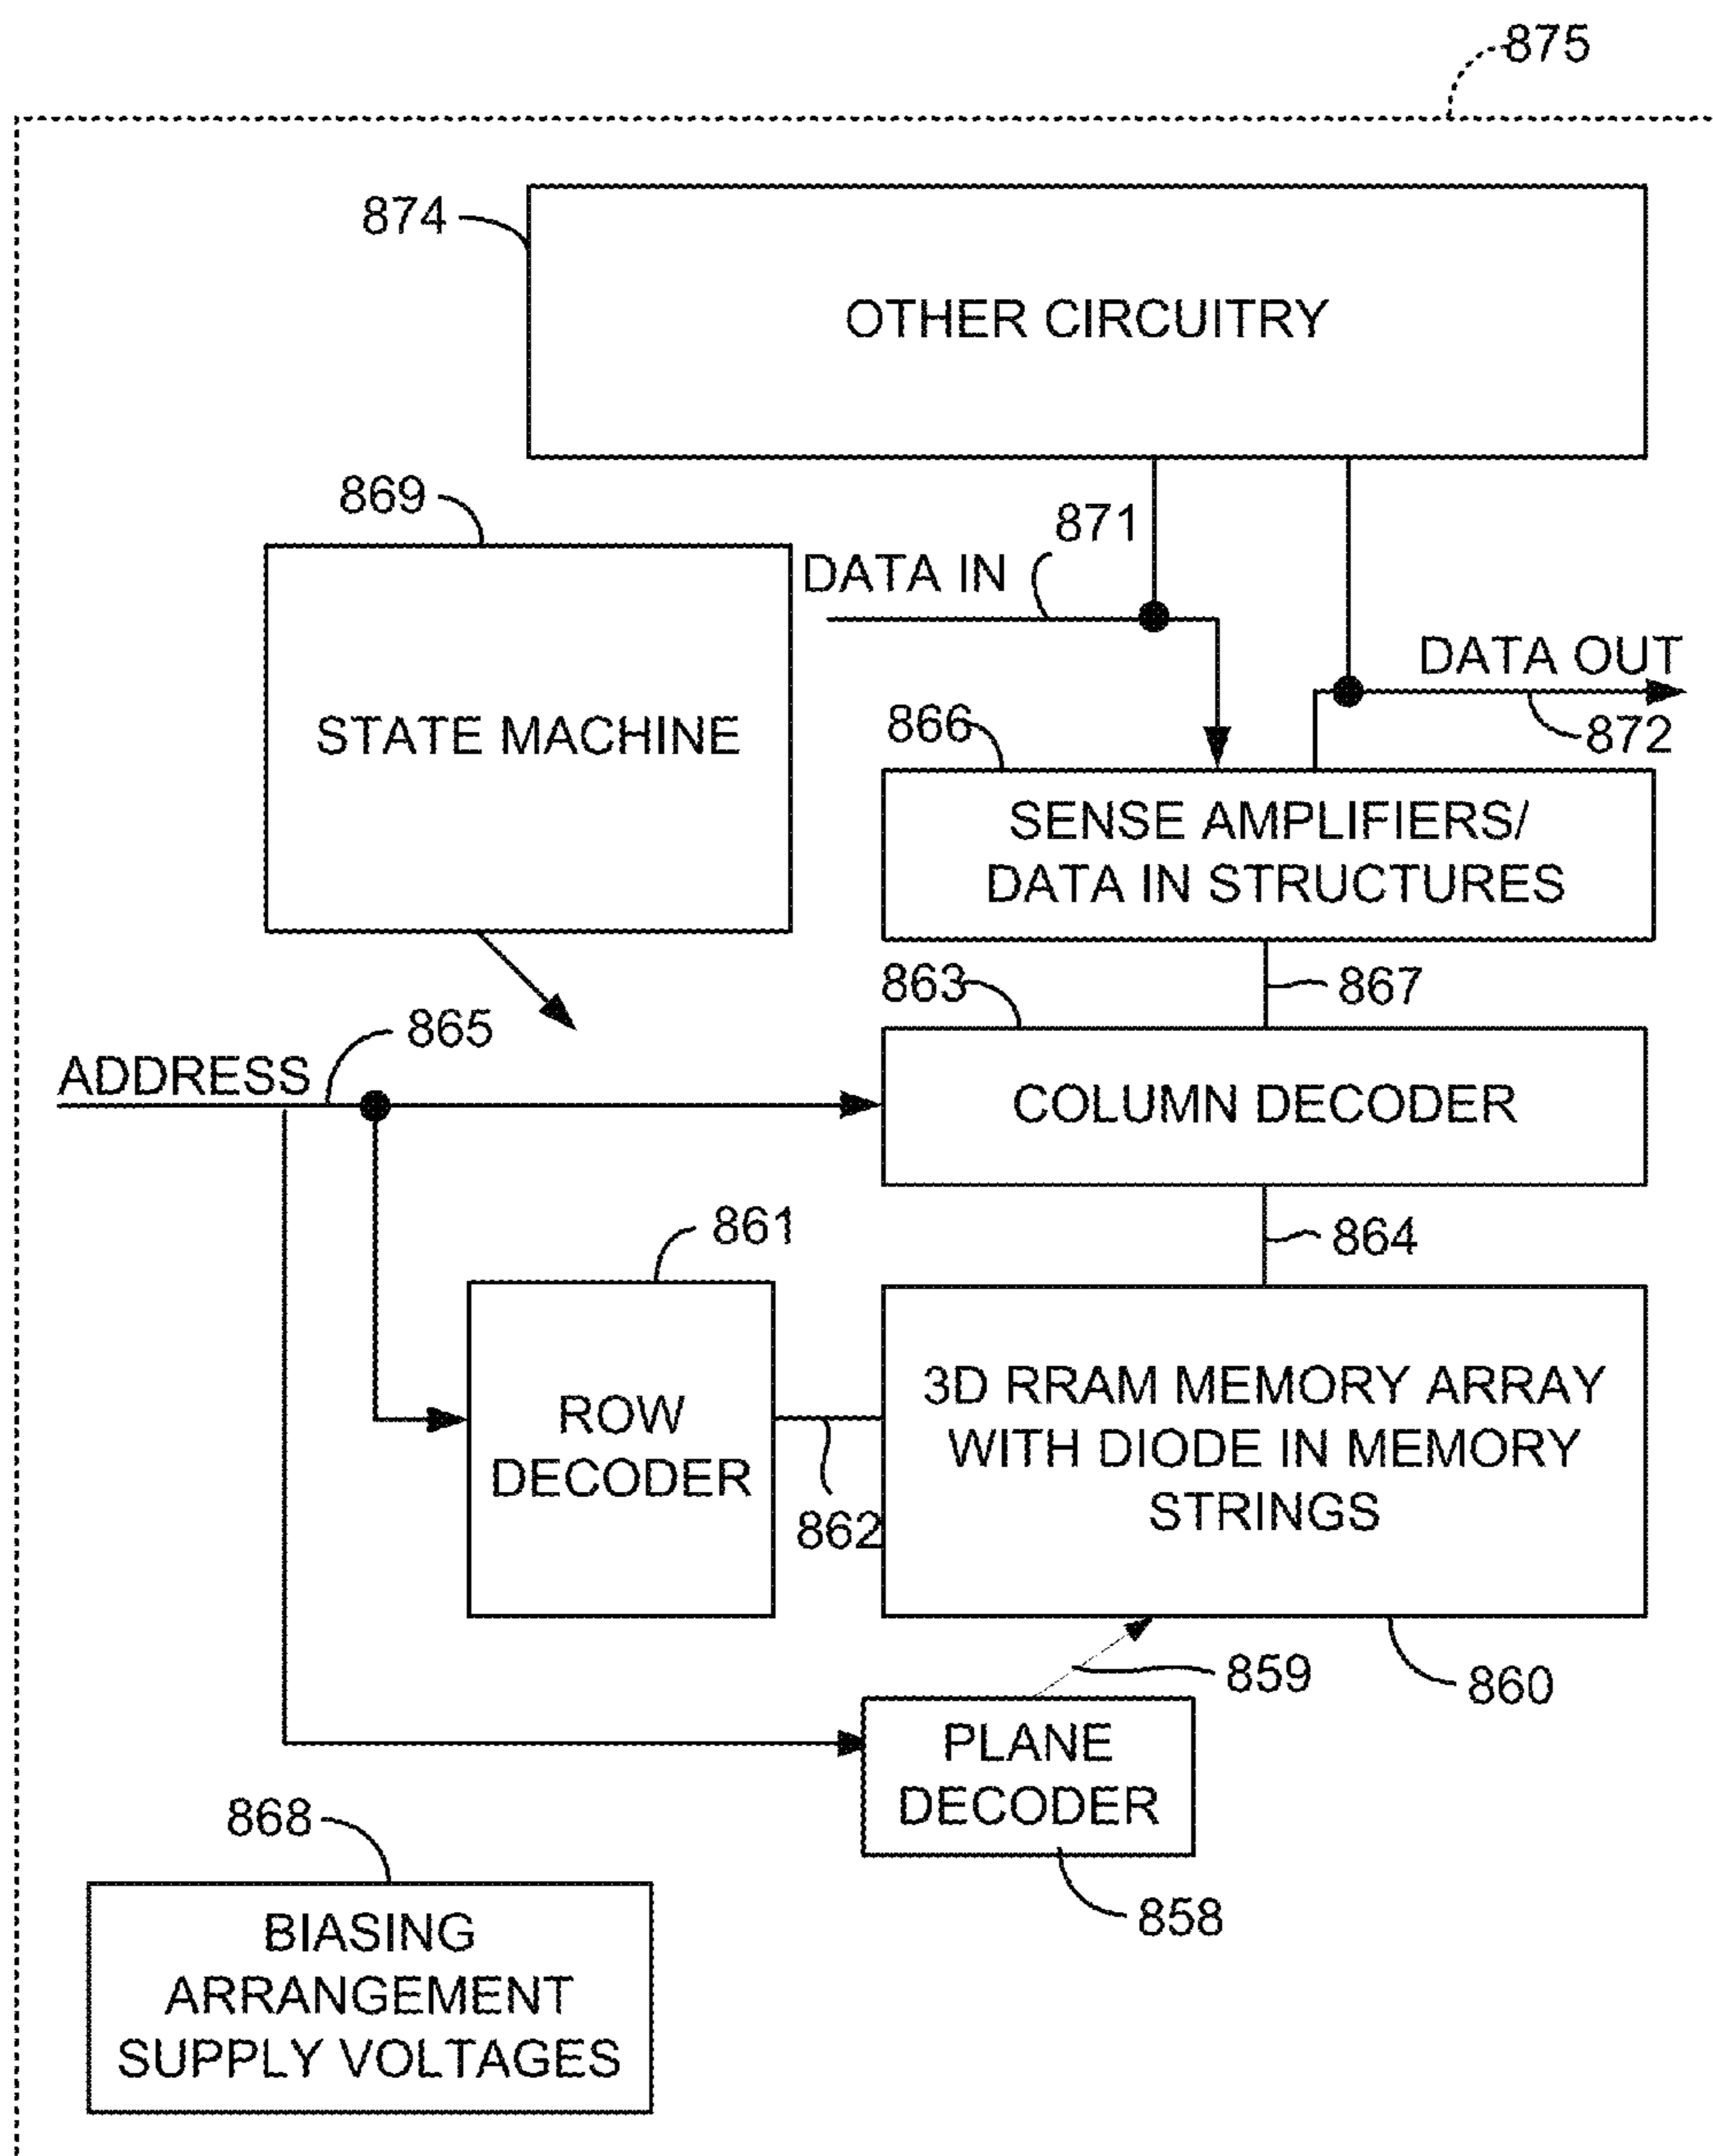 875
874
OTHER CIRCUITRY
869
871
DATA IN
STATE MACHINE
DATA OUT
866
872
SENSE AMPLIFIERS/
DATA IN STRUCTURES
863
867
865
ADDRESS
COLUMN DECODER
861
864
ROW
DECODER
862
3D RRAM MEMORY ARRAY
WITH DIODE IN MEMORY
STRINGS
859
860
PLANE
DECODER
868
858
BIASING
ARRANGEMENT
SUPPLY VOLTAGES